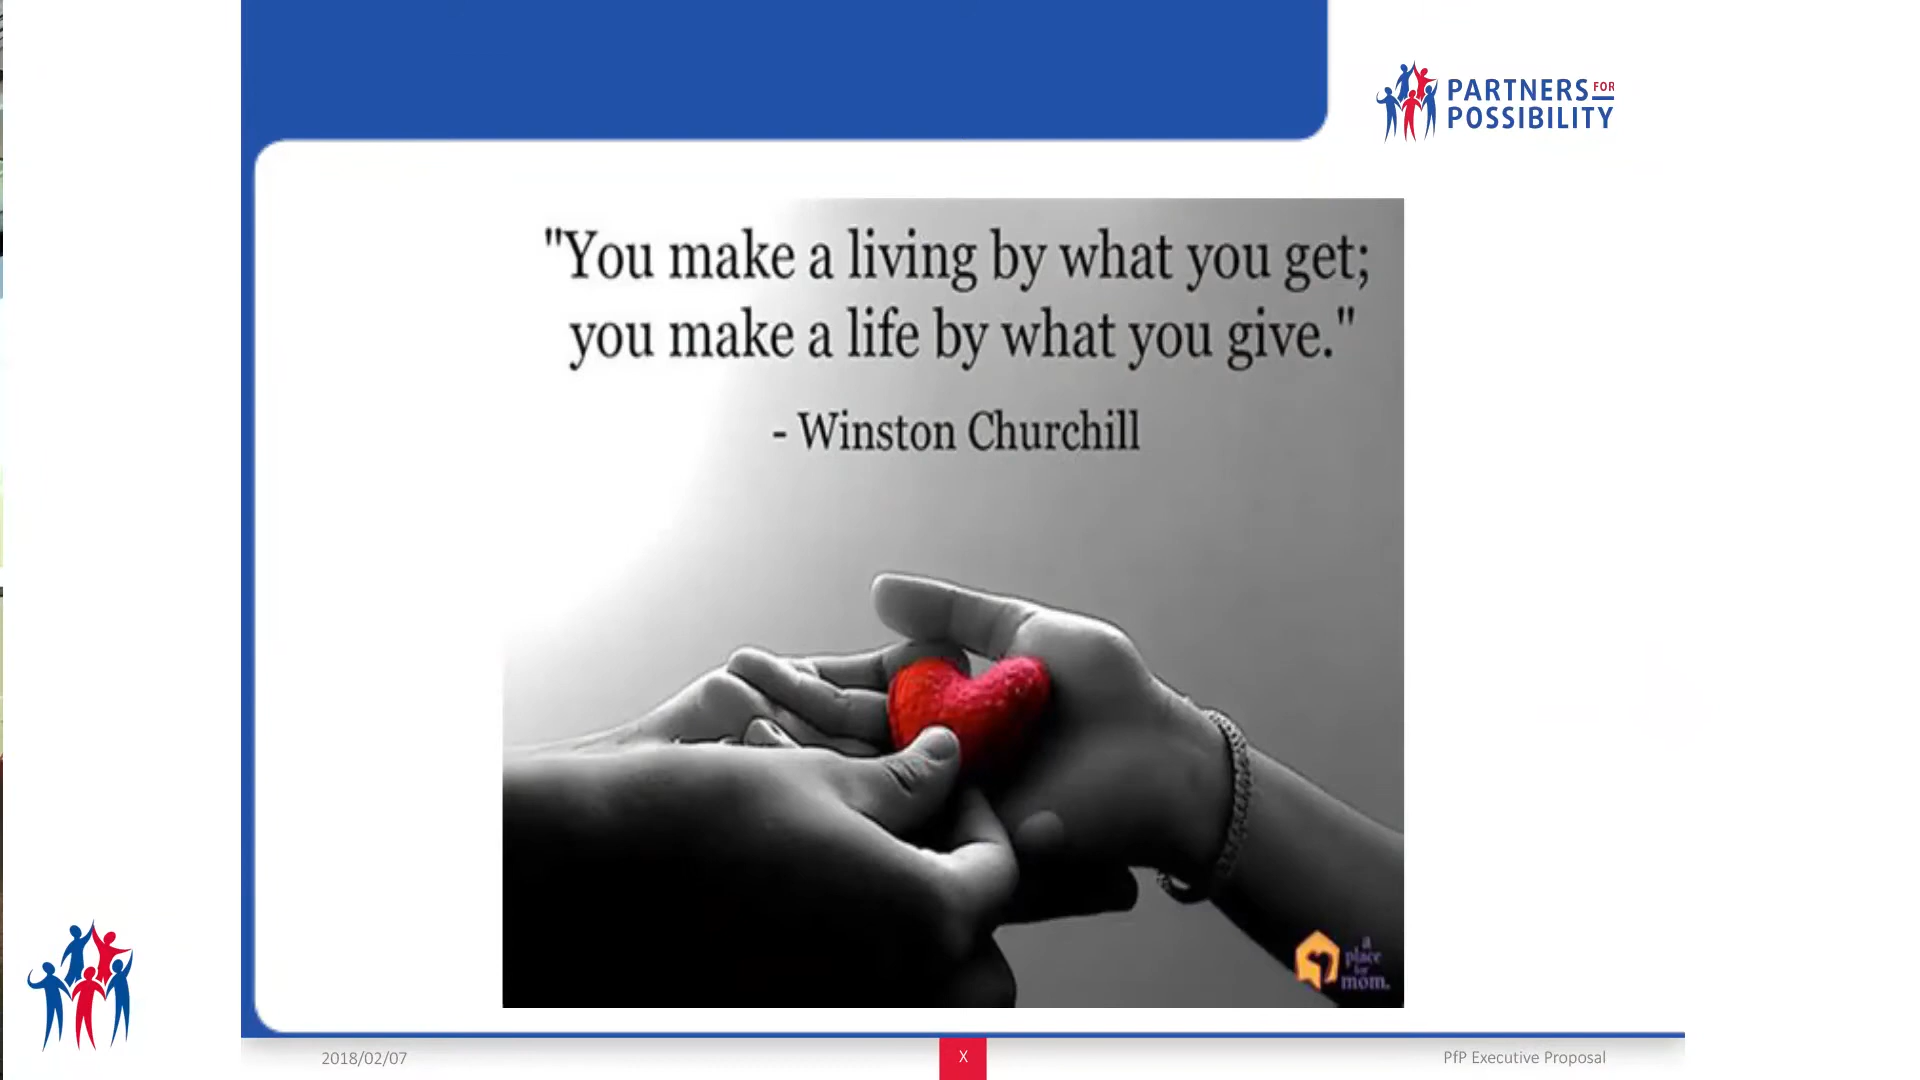 PARTNERS FOR
POSSIBILITY
"You make a living by what you get;
you make a life by what you give."
- Winston Churchill
a
place
for
mom.
2018/02/07
X
PfP Executive Proposal